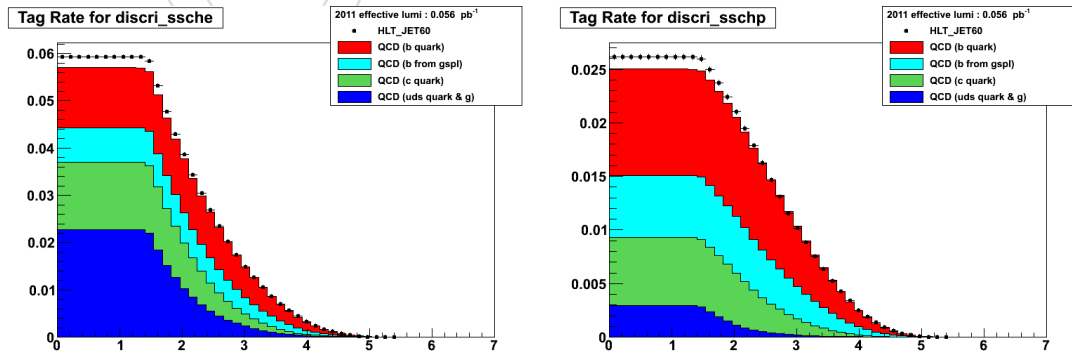 Tag Rate for discri_ssche
2011 effective lumi : 0.056 pb-1
HLT_JET60
QCD (b quark)
QCD (b from gspl)
QCD (c quark)
QCD (uds quark & g)
0.06
0.05
0.04
0.03
0.02
0.01
0
0 1 2 3 4 5 6 7
Tag Rate for discri_sschp
2011 effective lumi : 0.056 pb-1
HLT_JET60
QCD (b quark)
QCD (b from gspl)
QCD (c quark)
QCD (uds quark & g)
0.025
0.02
0.015
0.01
0.005
0
0 1 2 3 4 5 6 7